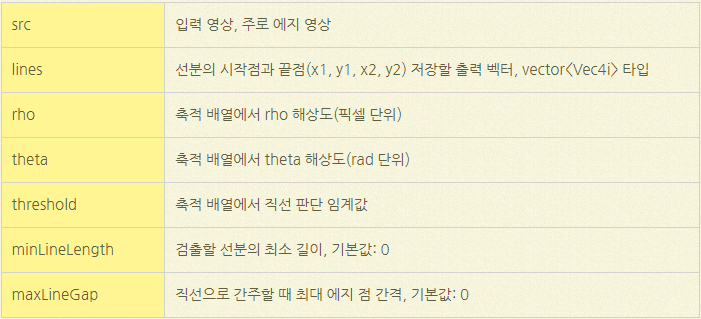 src 입력 영상, 주로 에지 영상
lines 선분의 시작점과 끝점(x1, y1, x2, y2) 저장할 출력 벡터, vector<Vec4i> 타입
rho 축적 배열에서 rho 해상도(픽셀 단위)
theta 축적 배열에서 theta 해상도(rad 단위)
threshold 축적 배열에서 직선 판단 임계값
minLineLength 검출할 선분의 최소 길이, 기본값: 0
maxLineGap 직선으로 간주할 때 최대 에지 점 간격, 기본값: 0